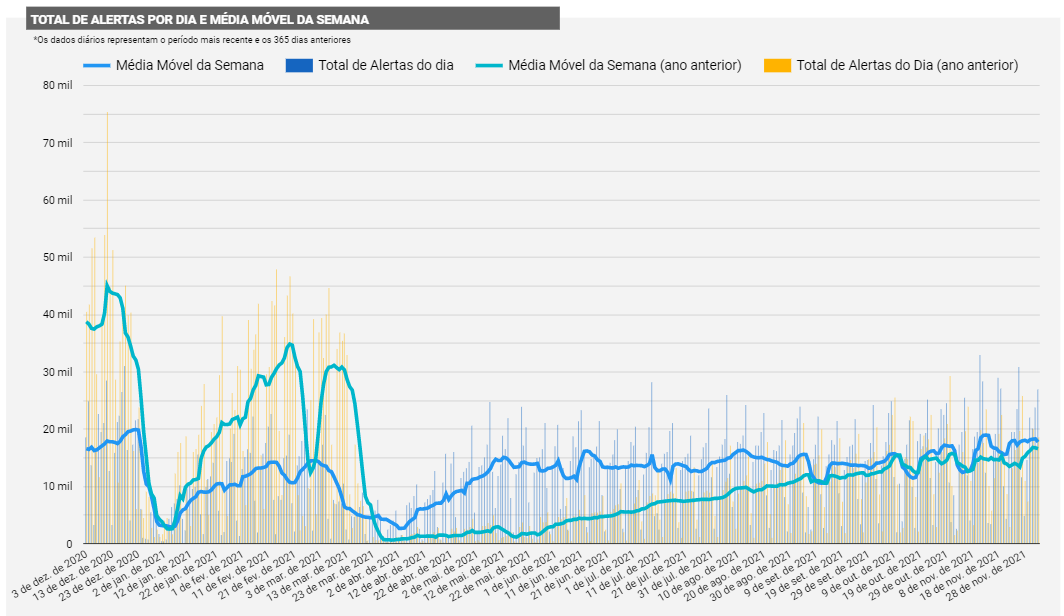 TOTAL DE ALERTAS POR DIA E MÉDIA MÓVEL DA SEMANA
*Os dados diários representam o período mais recente e os 365 dias anteriores
Média Móvel da Semana
Total de Alertas do dia
Média Móvel da Semana (ano anterior)
Total de Alertas do Dia (ano anterior)
80 mil
70 mil
60 mil
50 mil
40 mil
30 mil
20 mil
10 mil
0
3 de dez. de 2020
13 de dez. de 2020
23 de dez. de 2020
2 de jan. de 2021
12 de jan. de 2021
22 de jan. de 2021
1 de fev. de 2021
11 de fev. de 2021
21 de fev. de 2021
3 de mar. de 2021
13 de mar. de 2021
23 de mar. de 2021
2 de abr. de 2021
12 de abr. de 2021
22 de abr. de 2021
2 de mai. de 2021
12 de mai. de 2021
22 de mai. de 2021
1 de jun. de 2021
11 de jun. de 2021
21 de jun. de 2021
1 de jul. de 2021
11 de jul. de 2021
21 de jul. de 2021
31 de jul. de 2021
10 de ago. de 2021
20 de ago. de 2021
30 de ago. de 2021
9 de set. de 2021
19 de set. de 2021
29 de set. de 2021
9 de out. de 2021
19 de out. de 2021
29 de out. de 2021
8 de nov. de 2021
18 de nov. de 2021
28 de nov. de 2021